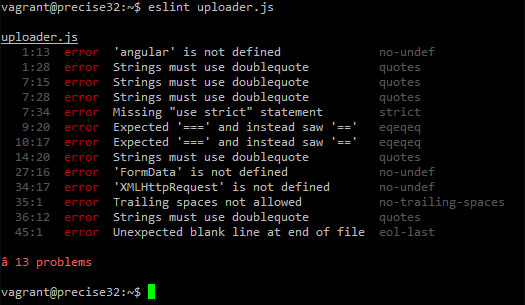 vagrant@precise32:~$ eslint uploader.js
uploader.js
1:13 error 'angular' is not defined no-undef
1:28 error Strings must use doublequote quotes
7:15 error Strings must use doublequote quotes
7:28 error Strings must use doublequote quotes
7:34 error Missing "use strict" statement strict
9:20 error Expected '===' and instead saw '==' eqeqeq
10:17 error Expected '===' and instead saw '==' eqeqeq
14:20 error Strings must use doublequote quotes
27:16 error 'FormData' is not defined no-undef
34:17 error 'XMLHttpRequest' is not defined no-undef
35:1 error Trailing spaces not allowed no-trailing-spaces
36:12 error Strings must use doublequote quotes
45:1 error Unexpected blank line at end of file eol-last
â 13 problems
vagrant@precise32:~$